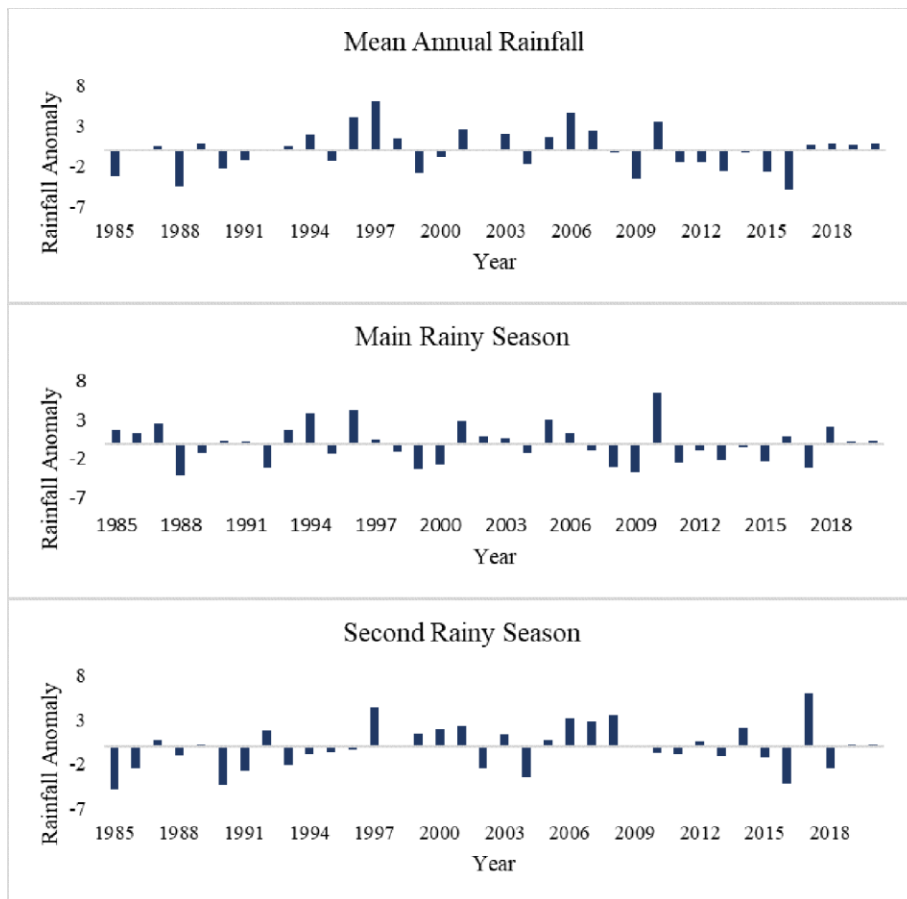 Mean Annual Rainfall
Rainfall Anomaly
8
3
-2
-7
1985 1988 1991 1994 1997 2000 2003 2006 2009 2012 2015 2018
Year
Main Rainy Season
Rainfall Anomaly
8
3
-2
-7
1985 1988 1991 1994 1997 2000 2003 2006 2009 2012 2015 2018
Year
Second Rainy Season
Rainfall Anomaly
8
3
-2
-7
1985 1988 1991 1994 1997 2000 2003 2006 2009 2012 2015 2018
Year